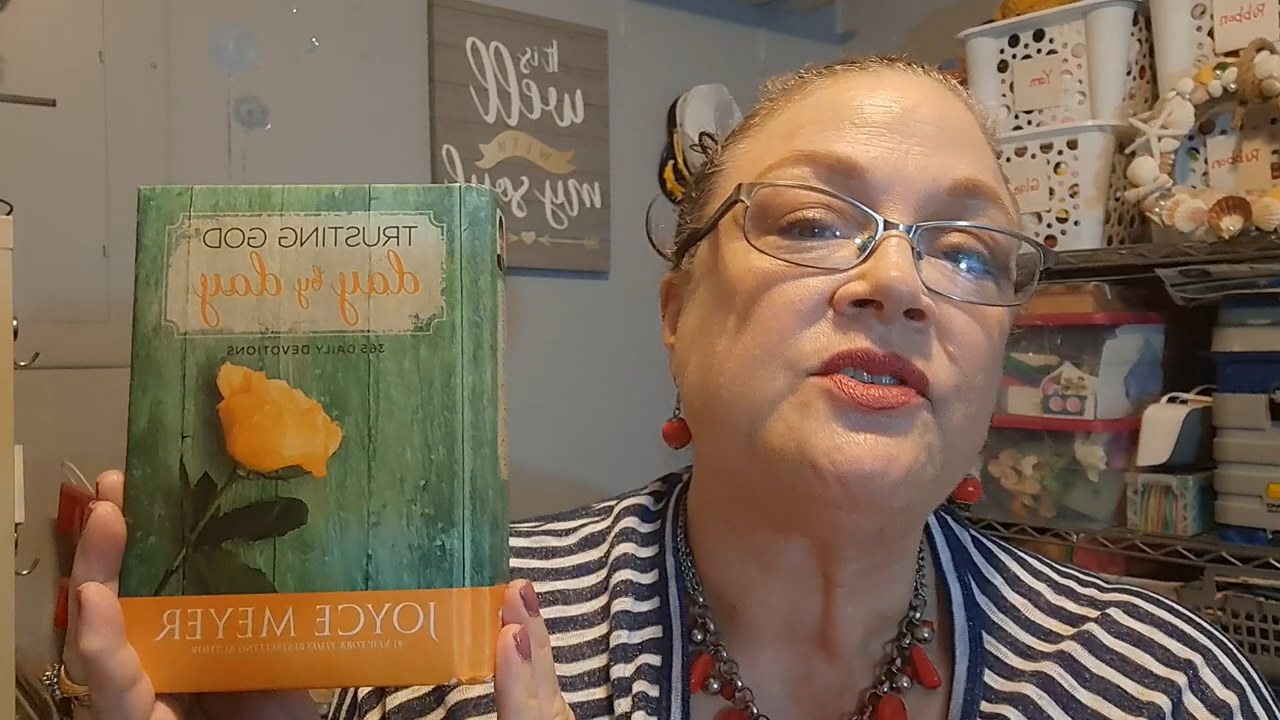 It is
well
WITH
my soul
TRUSTING GOD
day by day
365 DAILY DEVOTIONS
JOYCE MEYER
#1 NEW YORK TIMES BESTSELLING AUTHOR
Ribbon
Yarn
Ribbon
Glue